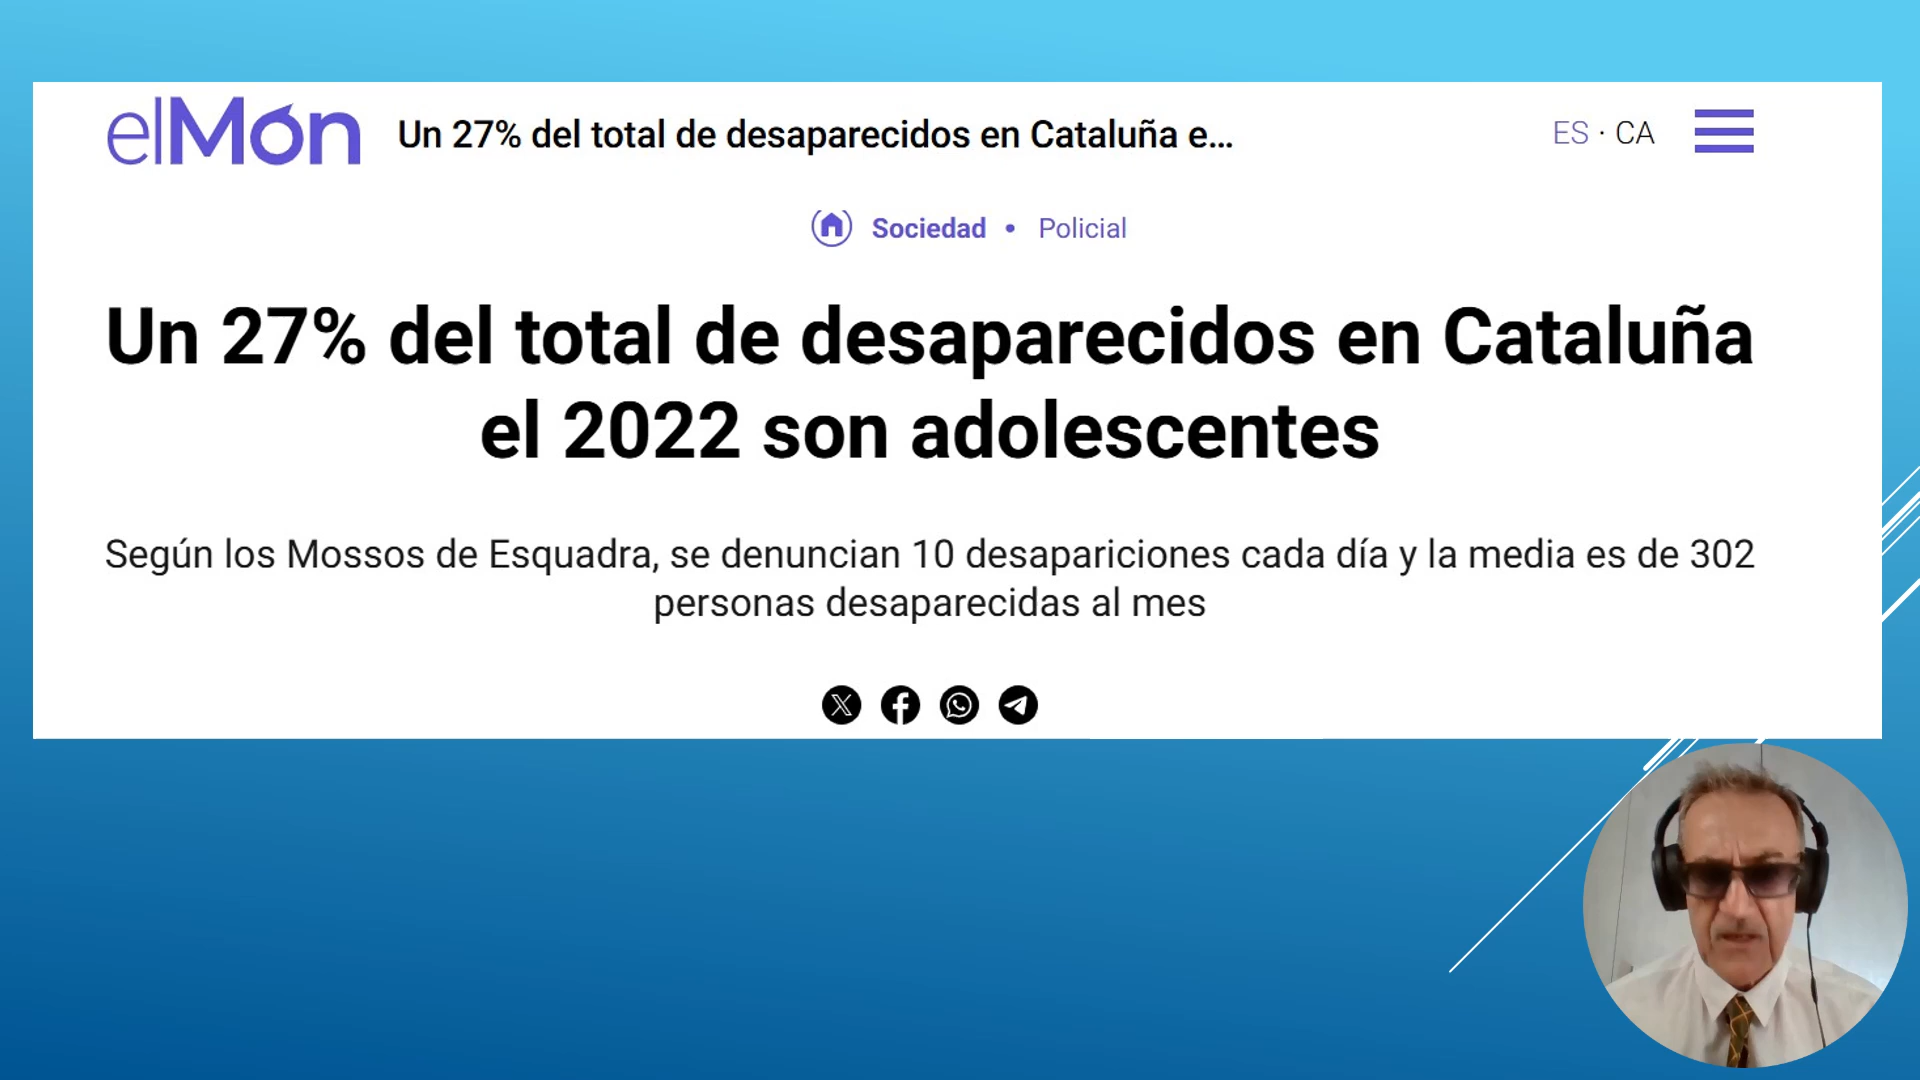 elMón Un 27% del total de desaparecidos en Cataluña e... ES · CA
Sociedad • Policial
Un 27% del total de desaparecidos en Cataluña
el 2022 son adolescentes
Según los Mossos de Esquadra, se denuncian 10 desapariciones cada día y la media es de 302
personas desaparecidas al mes